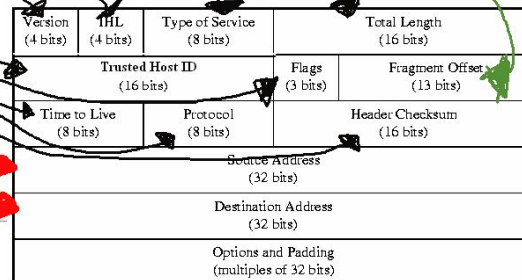 Version IHL Type of Service Total Length
(4 bits) (4 bits) (8 bits) (16 bits)
Trusted Host ID Flags Fragment Offset
(16 bits) (3 bits) (13 bits)
Time to Live Protocol Header Checksum
(8 bits) (8 bits) (16 bits)
Source Address
(32 bits)
Destination Address
(32 bits)
Options and Padding
(multiples of 32 bits)